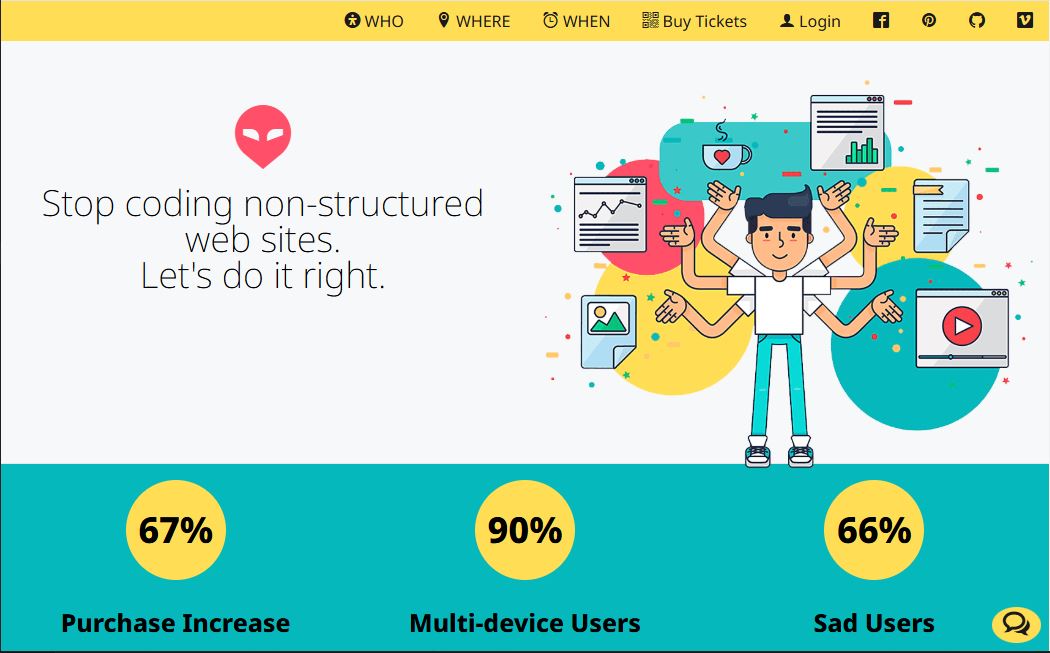 WHO WHERE WHEN Buy Tickets Login
Stop coding non-structured
web sites.
Let's do it right.
67% 90% 66%
Purchase Increase Multi-device Users Sad Users